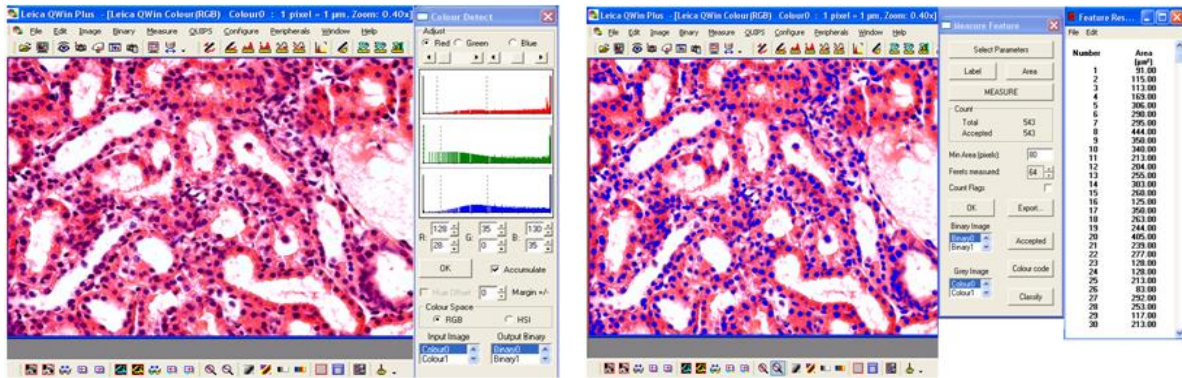 Leica QWin Plus - [Leica QWin Colour(RGB) Colour0 : 1 pixel = 1 µm, Zoom: 0.40x]
File Edit Image Binary Measure QUIPS Configure Peripherals Window Help
Colour Detect
Adjust
Red Green Blue
R: 128 G: 35 B: 130
28 0 35
OK Accumulate
Hue Offset 0 Margin +/-
Colour Space
RGB HSI
Input Image Output Binary
Colour0 Binary0
Colour1 Binary1
Leica QWin Plus - [Leica QWin Colour(RGB) Colour0 : 1 pixel = 1 µm, Zoom: 0.40x]
File Edit Image Binary Measure QUIPS Configure Peripherals Window Help
Measure Feature
Select Parameters
Label Area
MEASURE
Count
Total 543
Accepted 543
Min Area (pixels): 80
Ferets measured: 64
Count Flags
OK Export...
Binary Image
Binary0
Binary1
Accepted
Grey Image
Colour0
Colour1
Colour code
Classify
Feature Res...
File Edit
Number Area
[µm²]
1 91.00
2 115.00
3 113.00
4 169.00
5 306.00
6 290.00
7 295.00
8 444.00
9 350.00
10 340.00
11 213.00
12 204.00
13 255.00
14 303.00
15 260.00
16 125.00
17 350.00
18 263.00
19 244.00
20 405.00
21 239.00
22 277.00
23 128.00
24 128.00
25 213.00
26 83.00
27 292.00
28 253.00
29 117.00
30 213.00